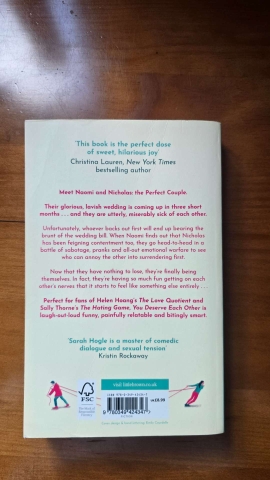 'This book is the perfect dose
of sweet, hilarious joy'
Christina Lauren, New York Times
bestselling author
Meet Naomi and Nicholas: the Perfect Couple.
Their glorious, lavish wedding is coming up in three short
months . . . and they are utterly, miserably sick of each other.
Unfortunately, whoever backs out first will end up bearing the
brunt of the wedding bill. When Naomi finds out that Nicholas
has been feigning contentment too, they go head-to-head in a
battle of sabotage, pranks and all-out emotional warfare to see
who can annoy the other into surrendering first.
Now that they have nothing to lose, they're finally being
themselves. In fact, they're having so much fun getting on each
other's nerves that it starts to feel like something else entirely . . .
Perfect for fans of Helen Hoang's The Love Quotient and
Sally Thorne's The Hating Game, You Deserve Each Other is
laugh-out-loud funny, painfully relatable and bitingly smart.
'Sarah Hogle is a master of comedic
dialogue and sexual tension'
Kristin Rockaway
FSC
UK £8.99
9 780349 424347